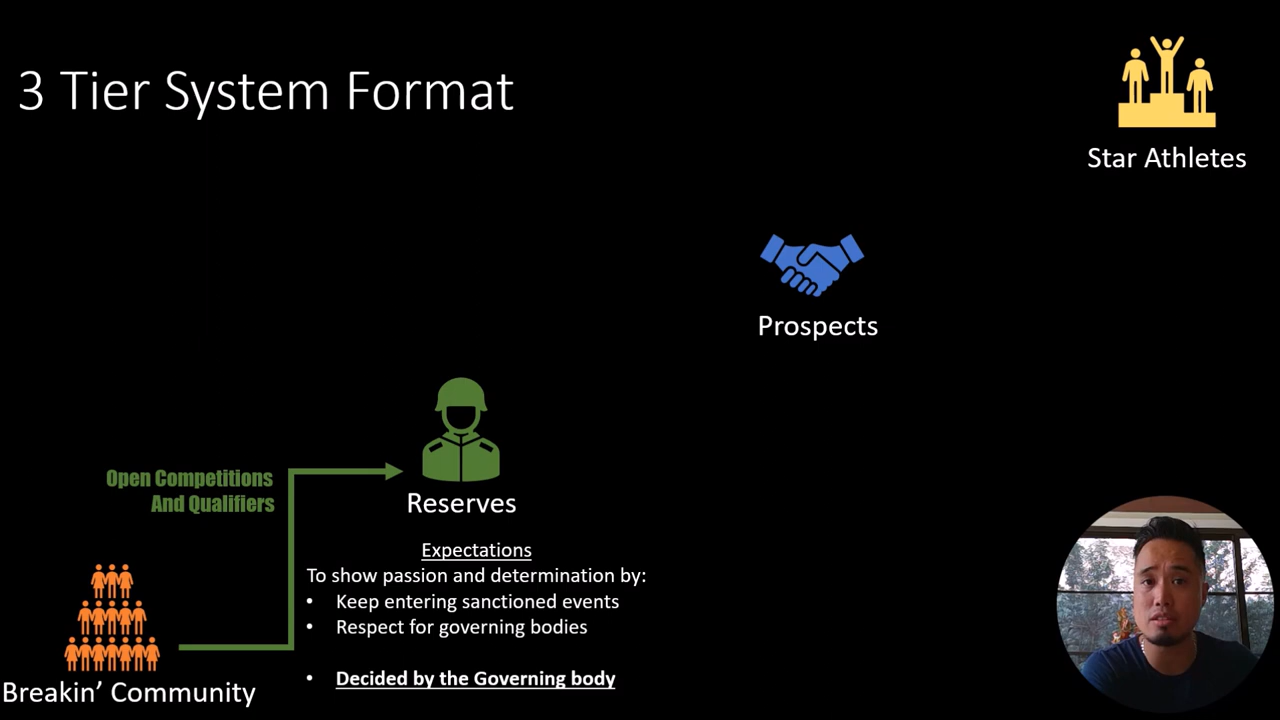 3 Tier System Format
Star Athletes
Prospects
Open Competitions
And Qualifiers
Reserves
Expectations
To show passion and determination by:
• Keep entering sanctioned events
• Respect for governing bodies
• Decided by the Governing body
Breakin’ Community